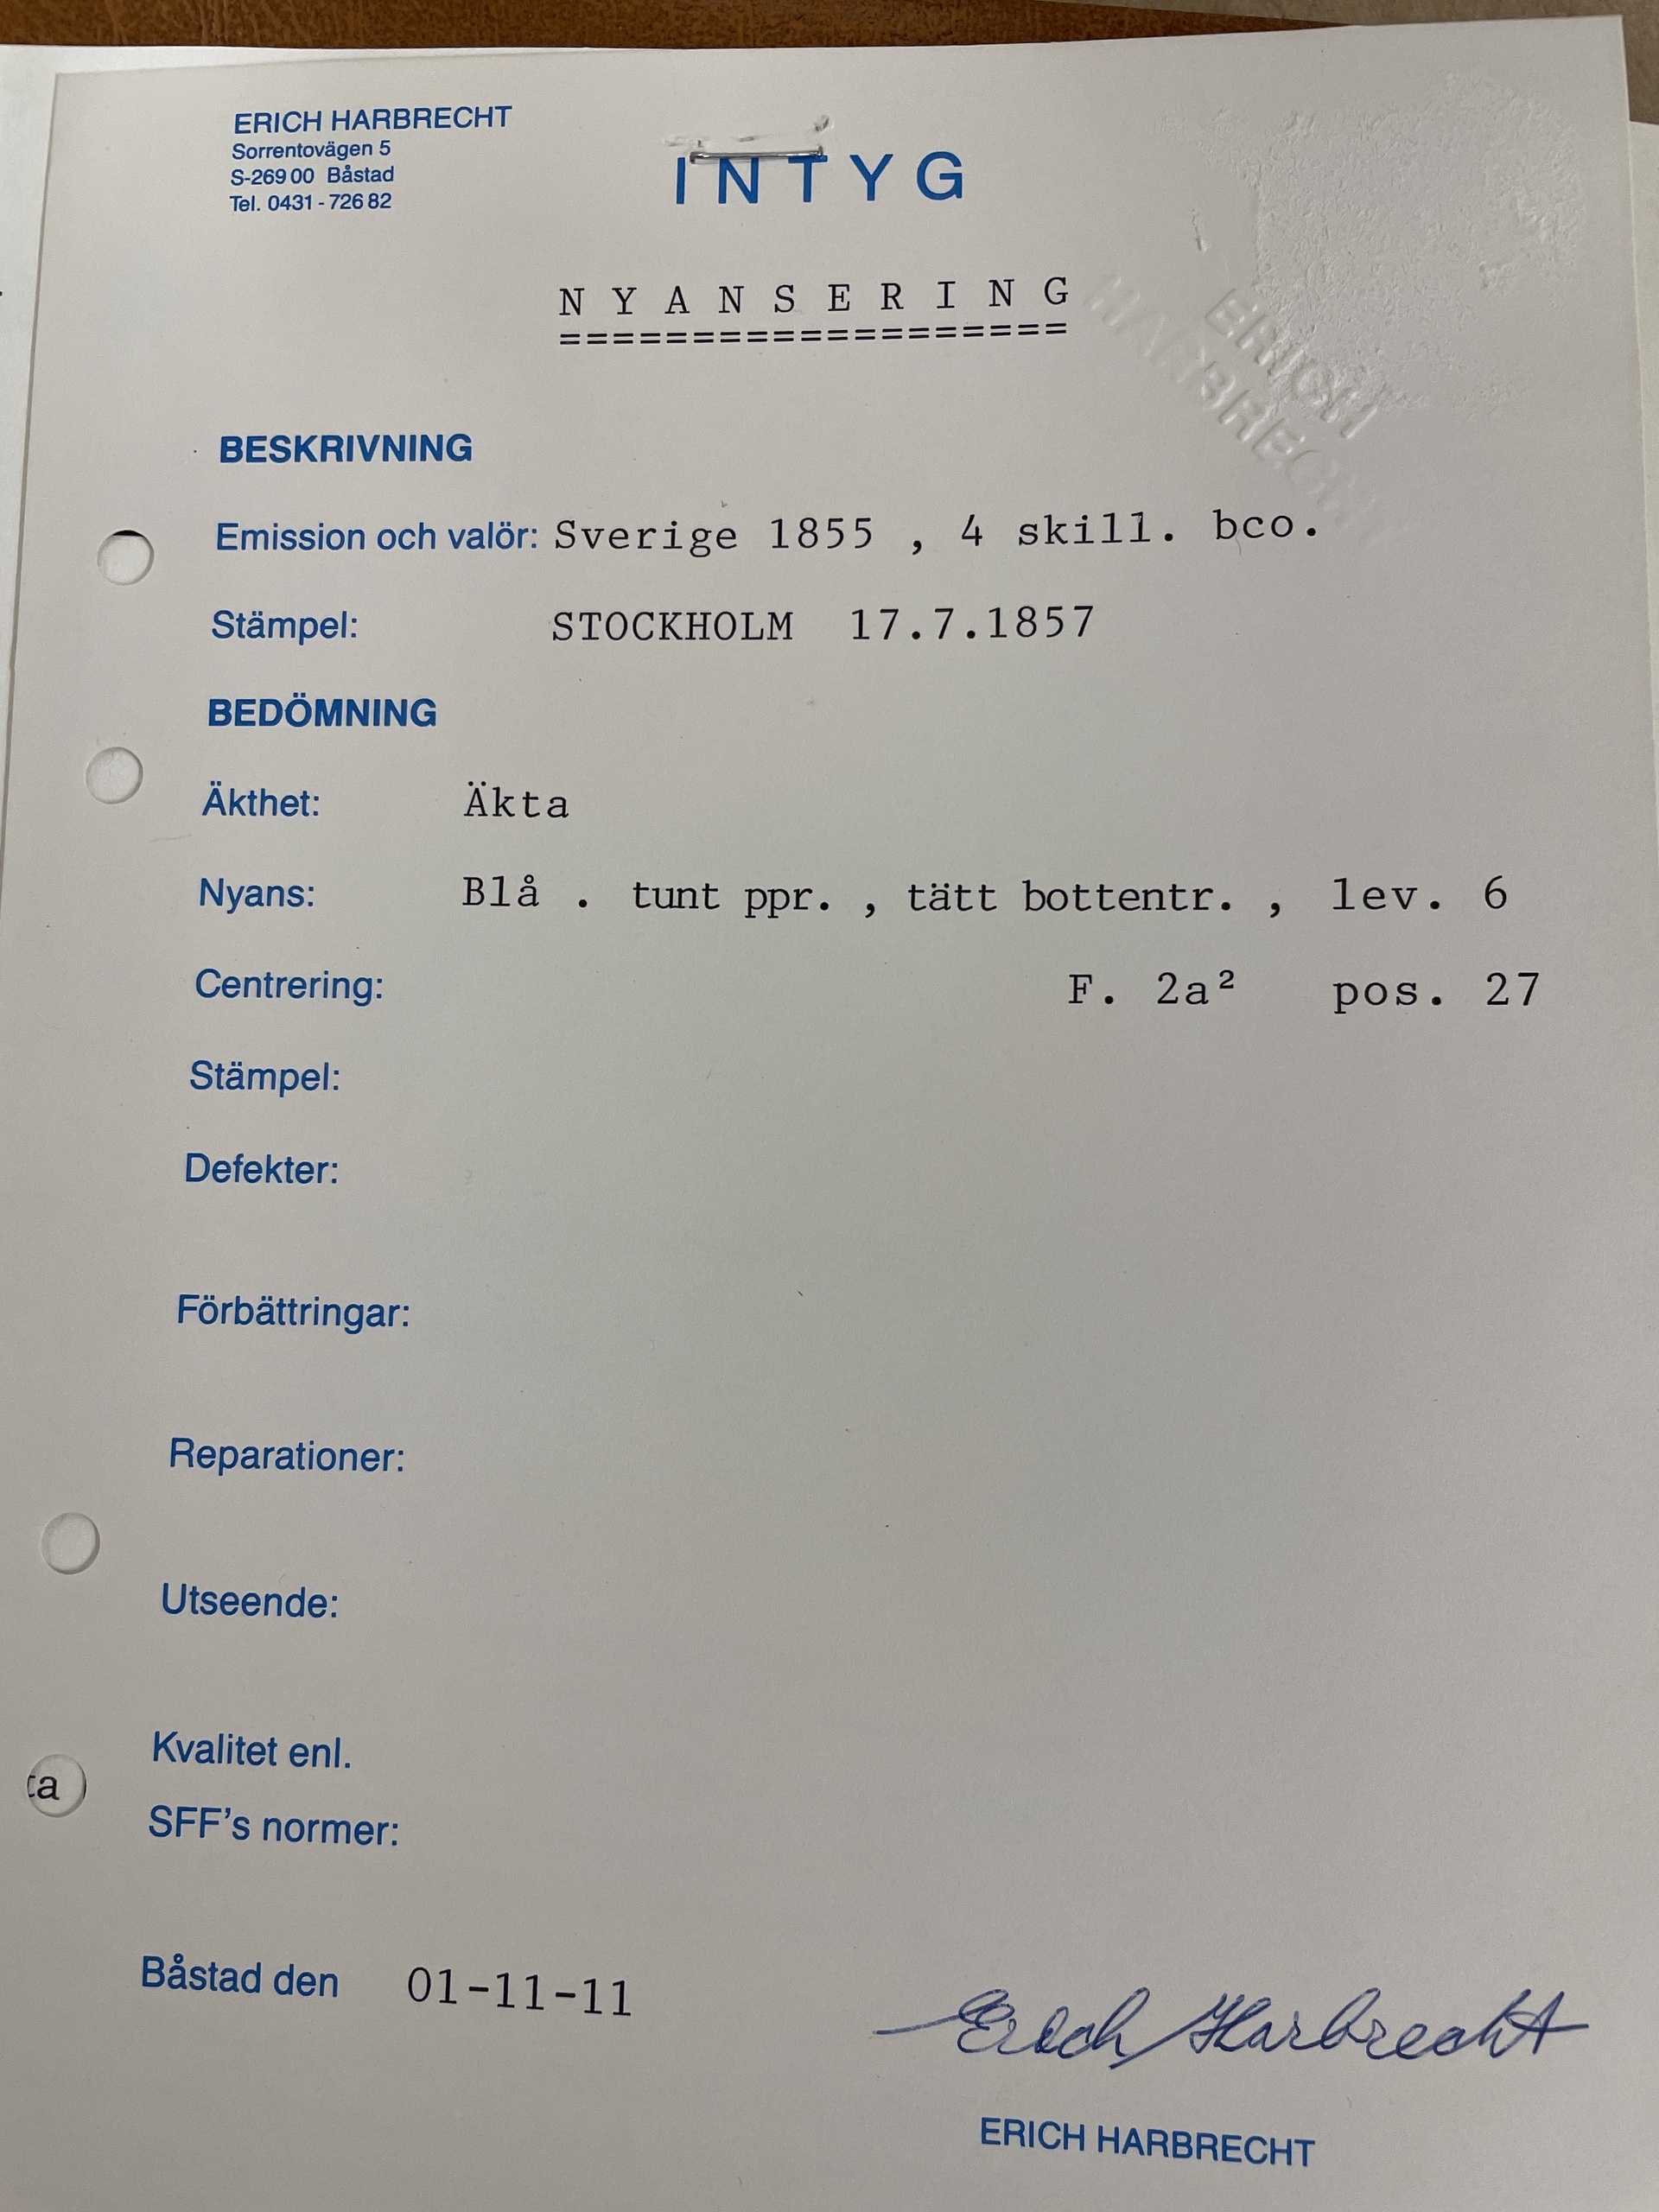 ERICH HARBRECHT
Sorrentovägen 5
S-269 00 Båstad
Tel. 0431 - 726 82
INTYG
NYANSERING
===================
ERICH
HARBRECHT
BESKRIVNING
Emission och valör: Sverige 1855 , 4 skill. bco.
Stämpel: STOCKHOLM 17.7.1857
BEDÖMNING
Äkthet: Äkta
Nyans: Blå . tunt ppr. , tätt bottentr. , lev. 6
Centrering: F. 2a² pos. 27
Stämpel:
Defekter:
Förbättringar:
Reparationer:
Utseende:
Kvalitet enl.
ta
SFF's normer:
Båstad den 01-11-11
Erich Harbrecht
ERICH HARBRECHT